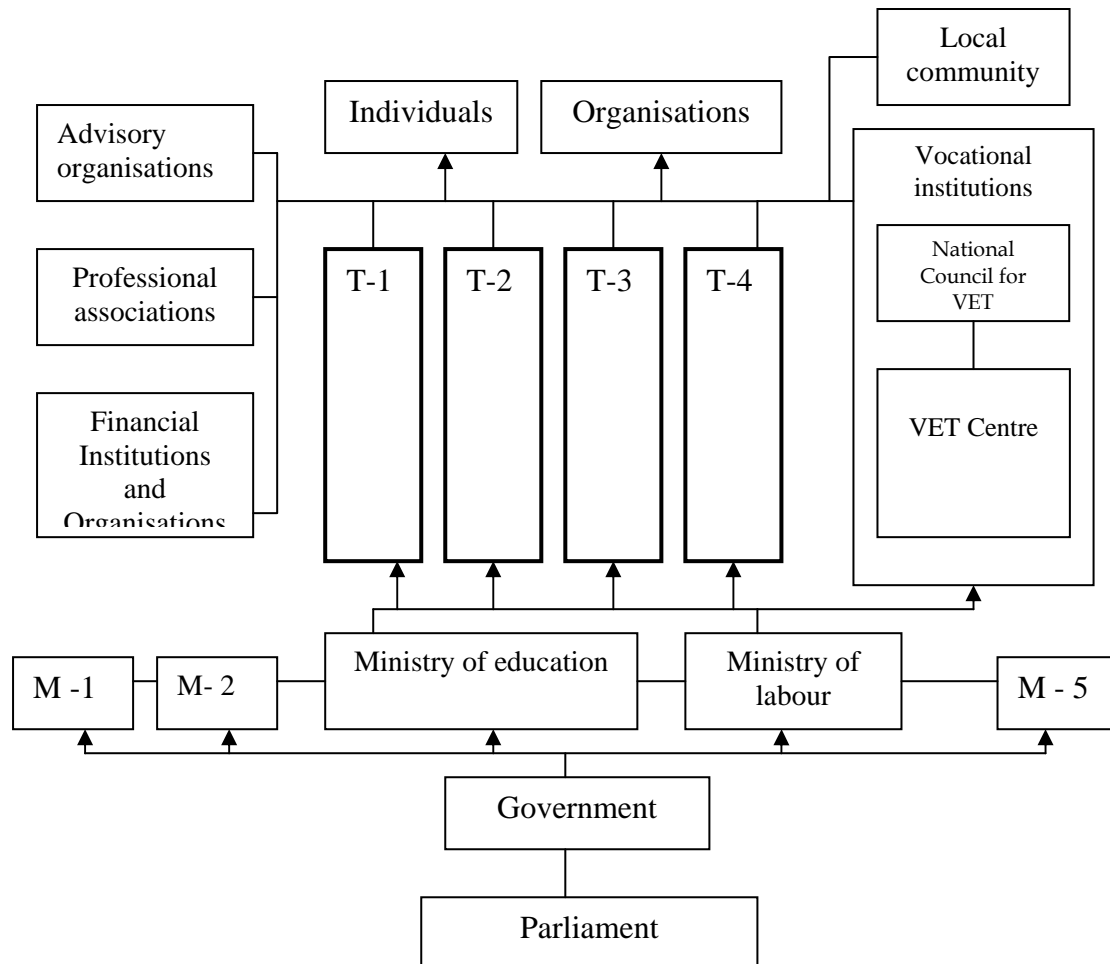 Local
community
Individuals
Organisations
Advisory
organisations
Vocational
institutions
National
Council for
VET
Professional
associations
T-1
T-2
T-3
T-4
Financial
Institutions
and
Organisations
VET Centre
Ministry of education
Ministry of
labour
M -1
M- 2
M - 5
Government
Parliament